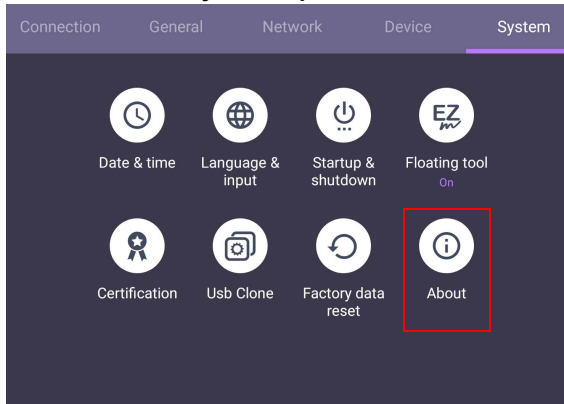 Connection General Network Device System
Date & time
Language &
input
Startup &
shutdown
EZ
Floating tool
On
Certification
Usb Clone
Factory data
reset
About